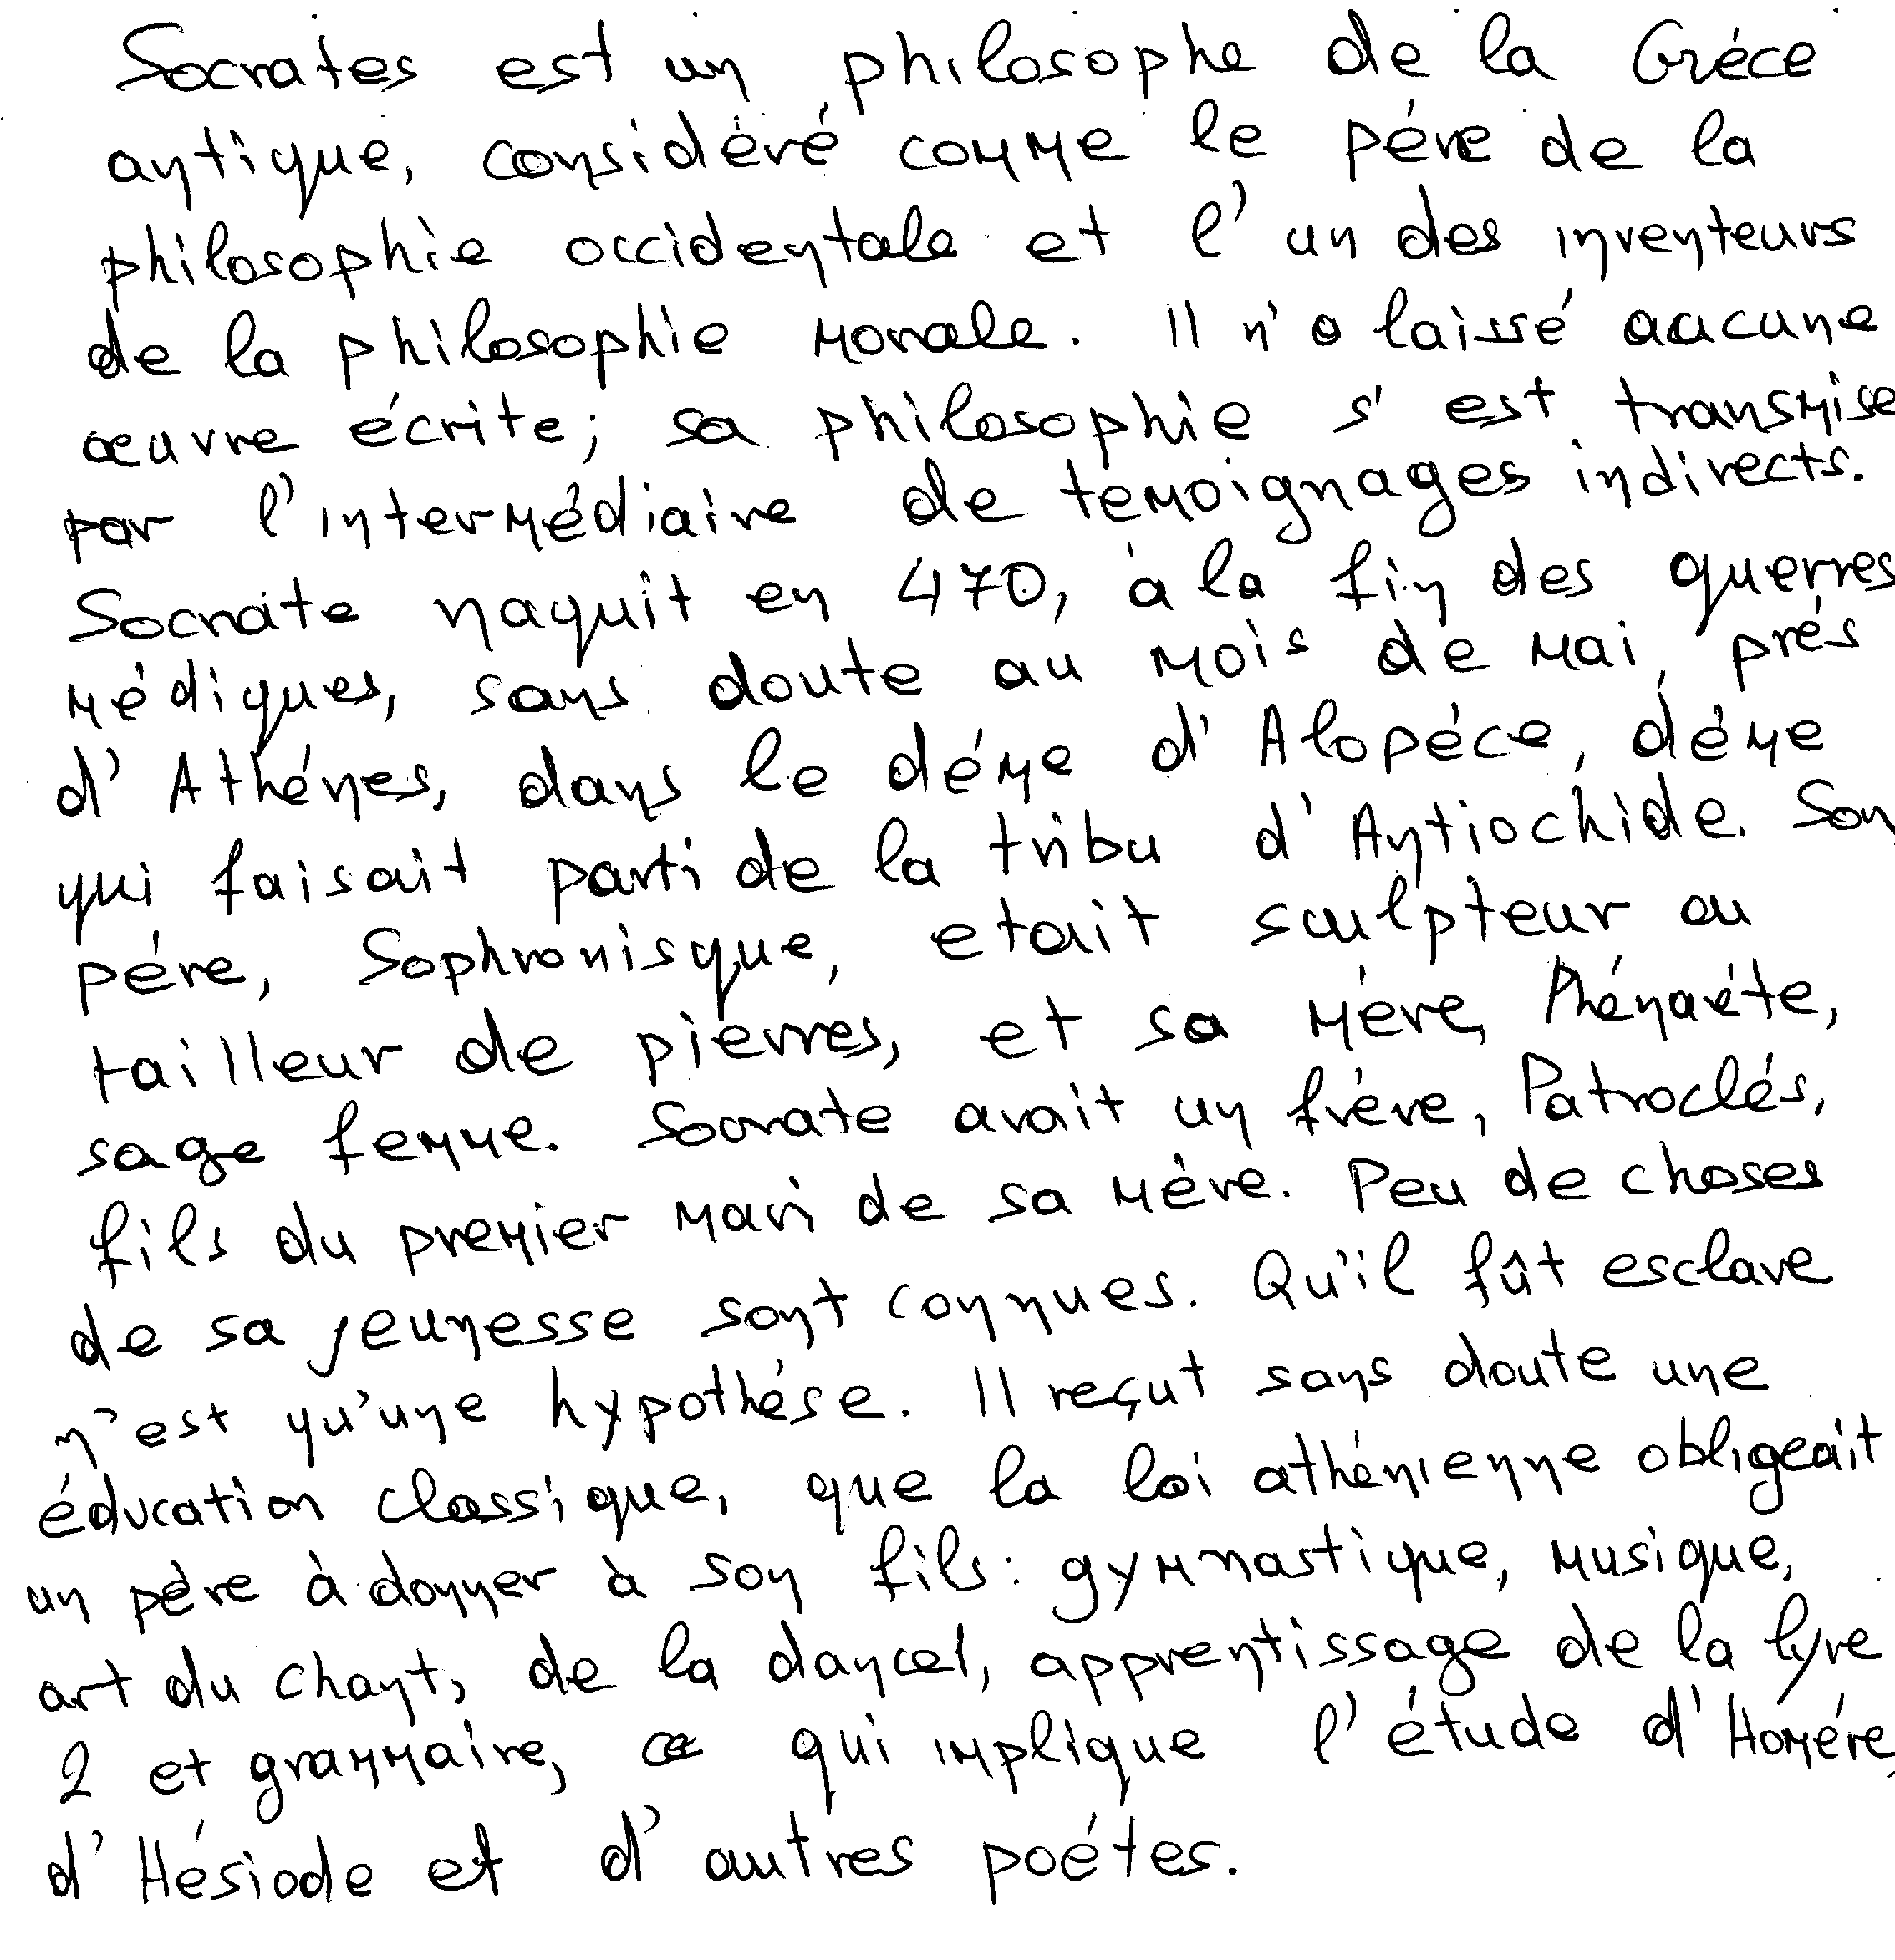 Socrates est un philosophe de la Gréce
antique, considéré comme le pére de la
philosophie occidentale et l'un des inventeurs
de la philosophie morale. Il n'a laissé aucune
œuvre écrite; sa philosophie s'est transmise
par l'intermédiaire de témoignages indirects.
Socrate naquit en 470, à la fin des guerres
médiques, sans doute au mois de mai, prés
d'Athénes, dans le déme d'Alopéce, déme
qui faisait parti de la tribu d'Antiochide. Son
pére, Sophronisque, etait sculpteur ou
tailleur de pierres, et sa mére, Phénaréte,
sage femme. Socrate avait un frére, Patroclés,
fils du premier mari de sa mére. Peu de choses
de sa jeunesse sont connues. Qu'il fût esclave
n'est qu'une hypothése. Il reçut sans doute une
éducation classique, que la loi athénienne obligeait
un pére à donner à son fils: gymnastique, musique,
art du chant, de la dance1, apprentissage de la lyre
2 et grammaire, ce qui implique l'étude d'Homére,
d'Hésiode et d'autres poétes.